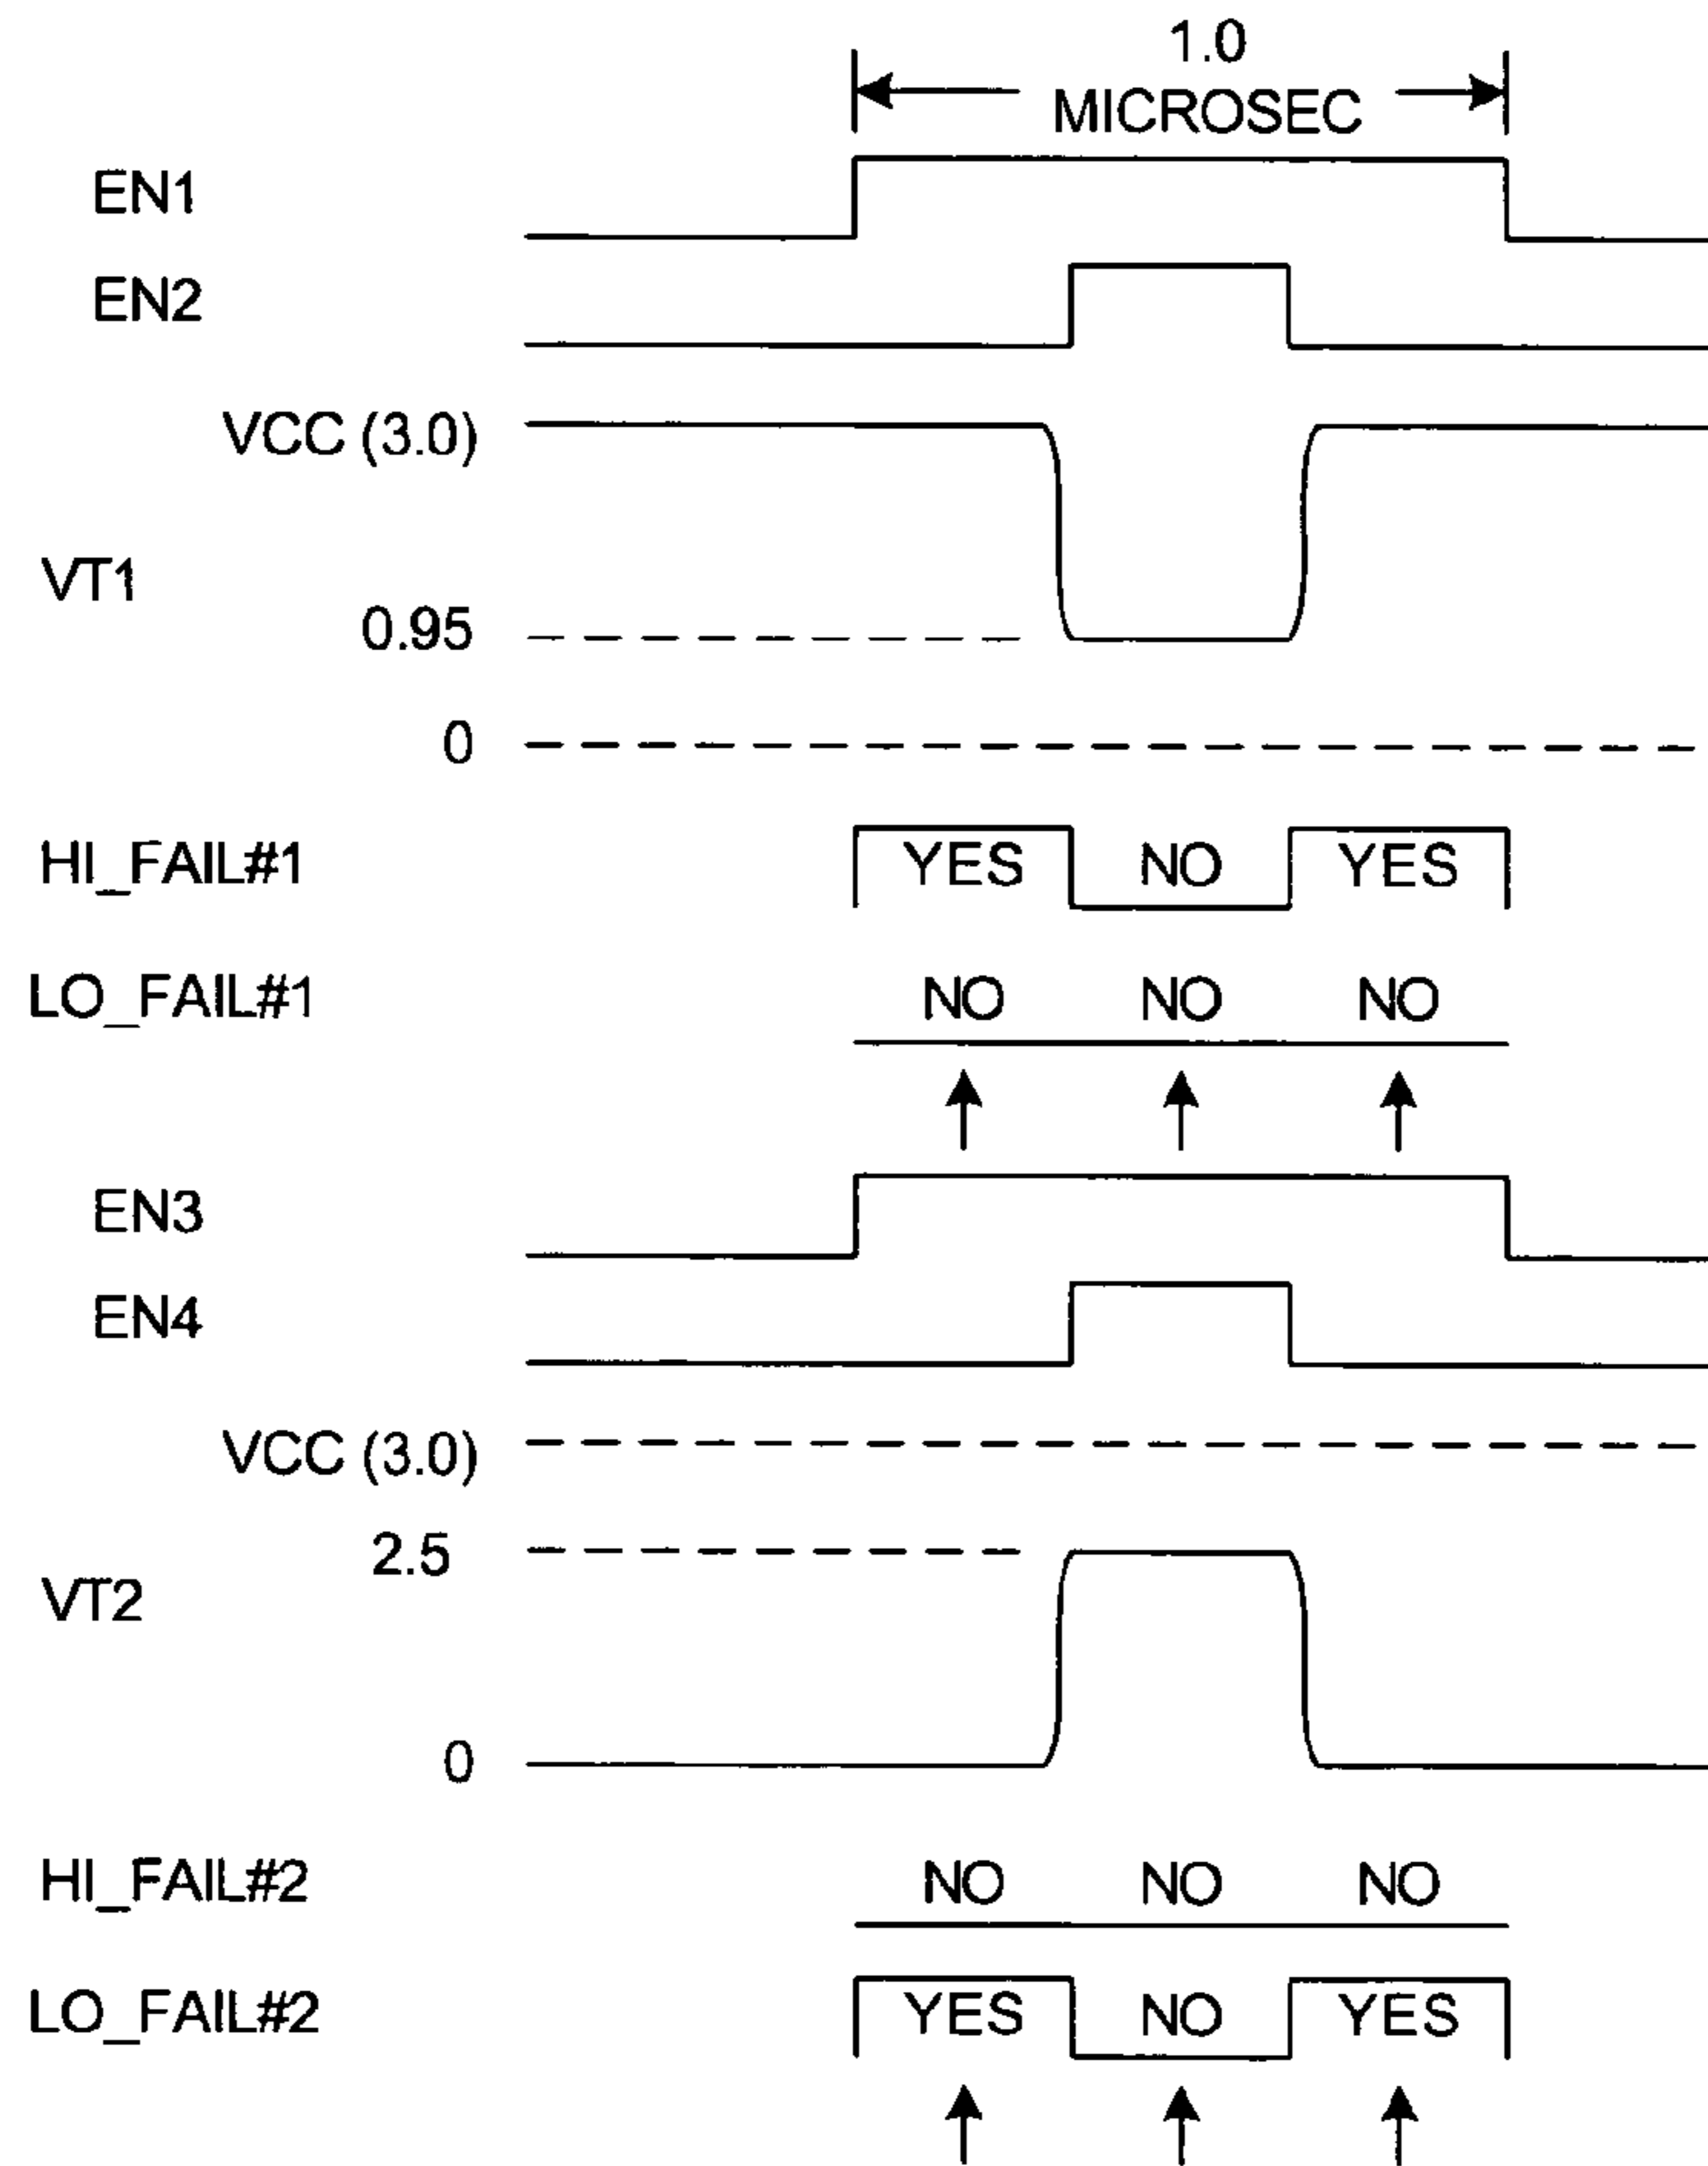 1.0
MICROSEC
EN1
EN2
VCC (3.0)
VT1
0.95
0
HI_FAIL#1 YES NO YES
LO_FAIL#1 NO NO NO
EN3
EN4
VCC (3.0)
2.5
VT2
0
HI_FAIL#2 NO NO NO
LO_FAIL#2 YES NO YES